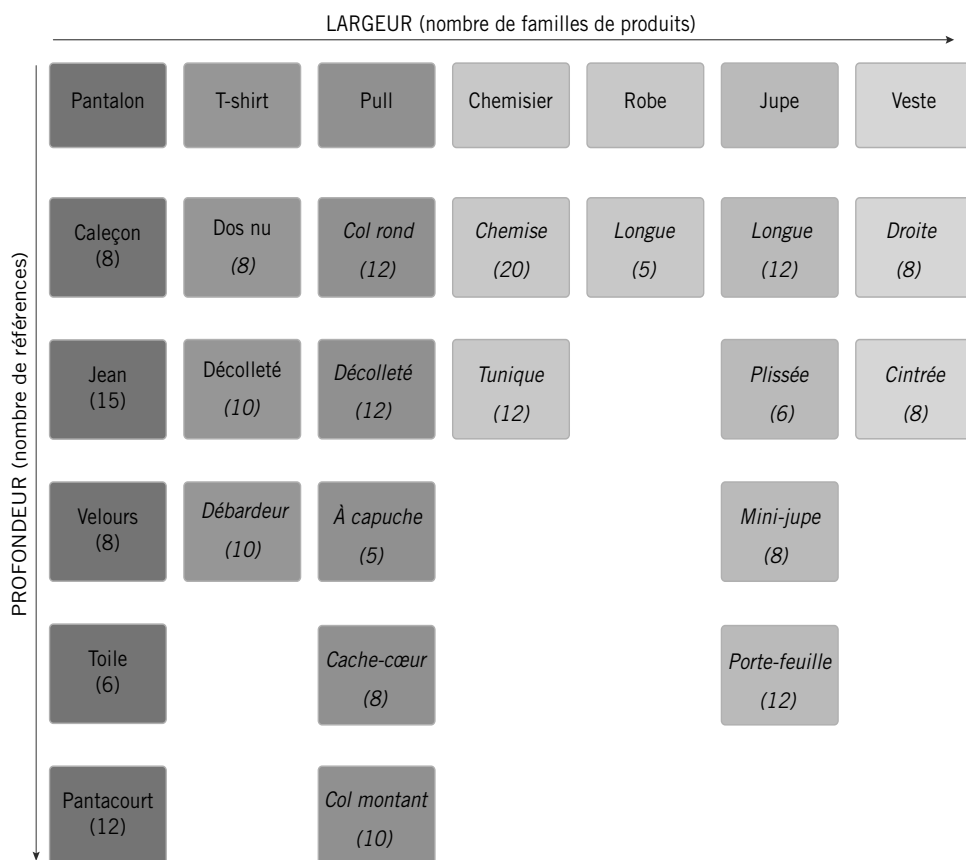 LARGEUR (nombre de familles de produits)
PROFONDEUR (nombre de références)
Pantalon
T-shirt
Pull
Chemisier
Robe
Jupe
Veste
Caleçon
(8)
Dos nu
(8)
Col rond
(12)
Chemise
(20)
Longue
(5)
Longue
(12)
Droite
(8)
Jean
(15)
Décolleté
(10)
Décolleté
(12)
Tunique
(12)
Plissée
(6)
Cintrée
(8)
Velours
(8)
Débardeur
(10)
À capuche
(5)
Mini-jupe
(8)
Toile
(6)
Cache-cœur
(8)
Porte-feuille
(12)
Pantacourt
(12)
Col montant
(10)